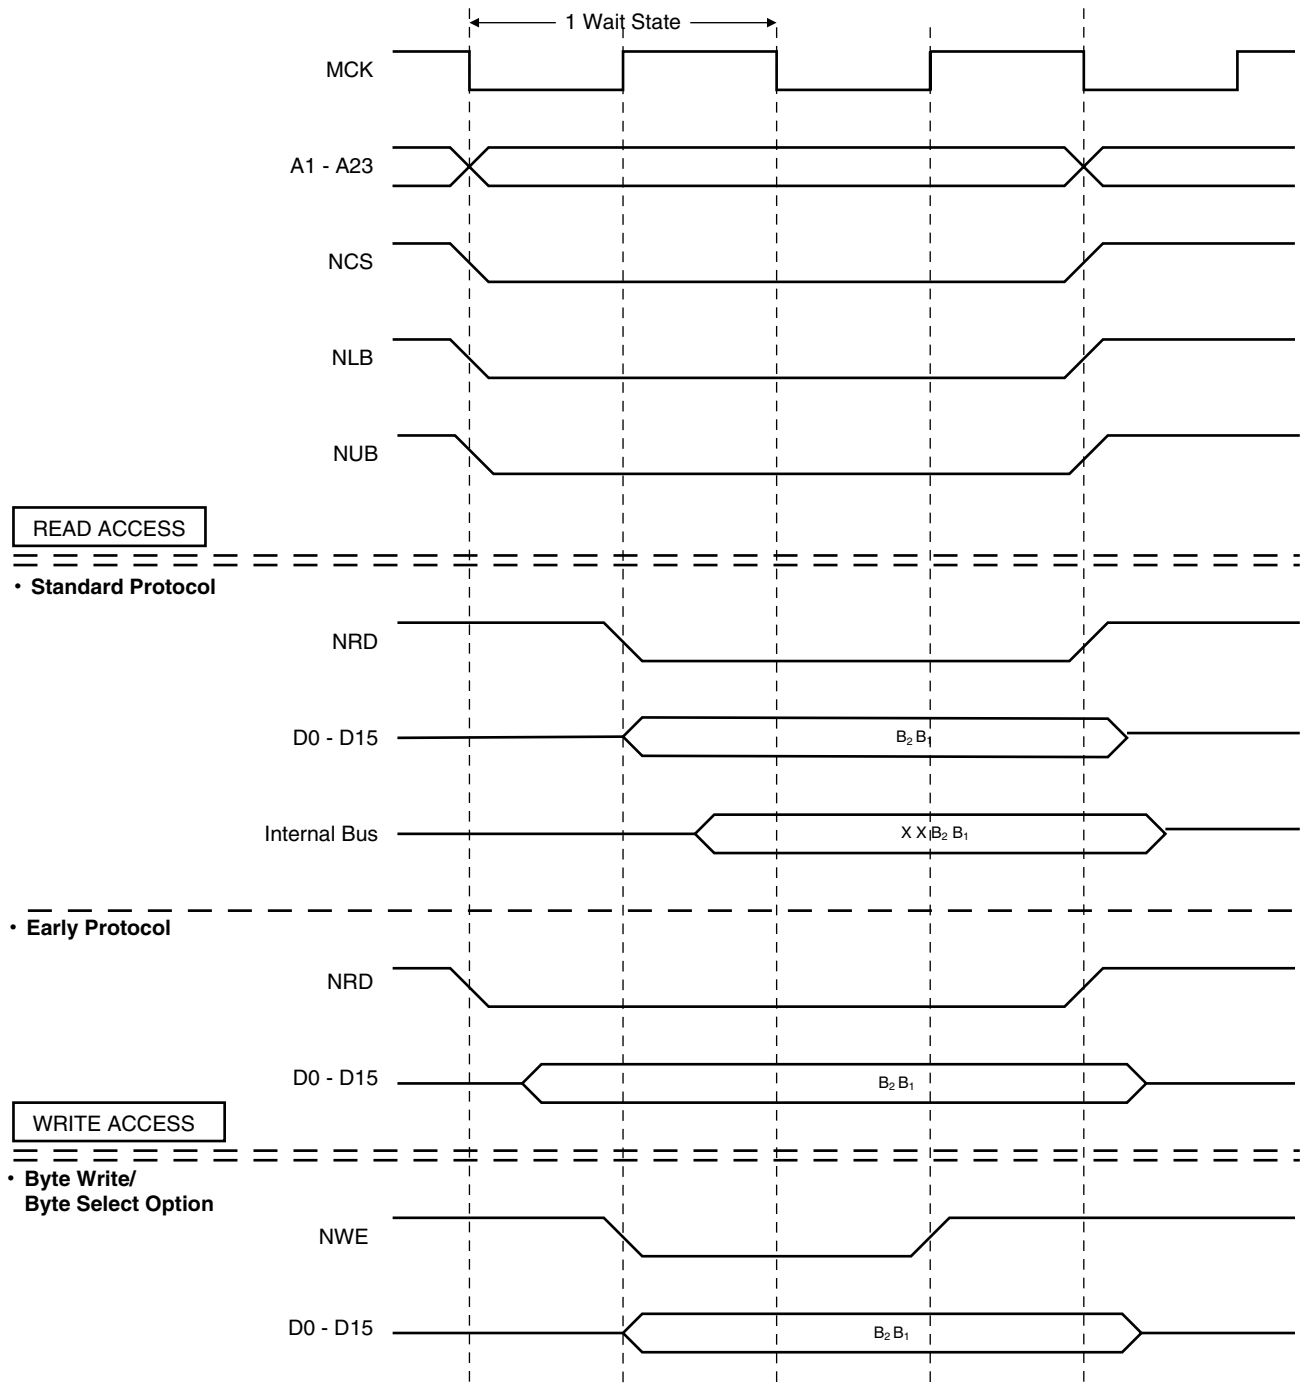 1 Wait State
MCK
A1 - A23
NCS
NLB
NUB
READ ACCESS
• Standard Protocol
NRD
D0 - D15
B2 B1
Internal Bus
X X B2 B1
• Early Protocol
NRD
D0 - D15
B2 B1
WRITE ACCESS
• Byte Write/
Byte Select Option
NWE
D0 - D15
B2 B1